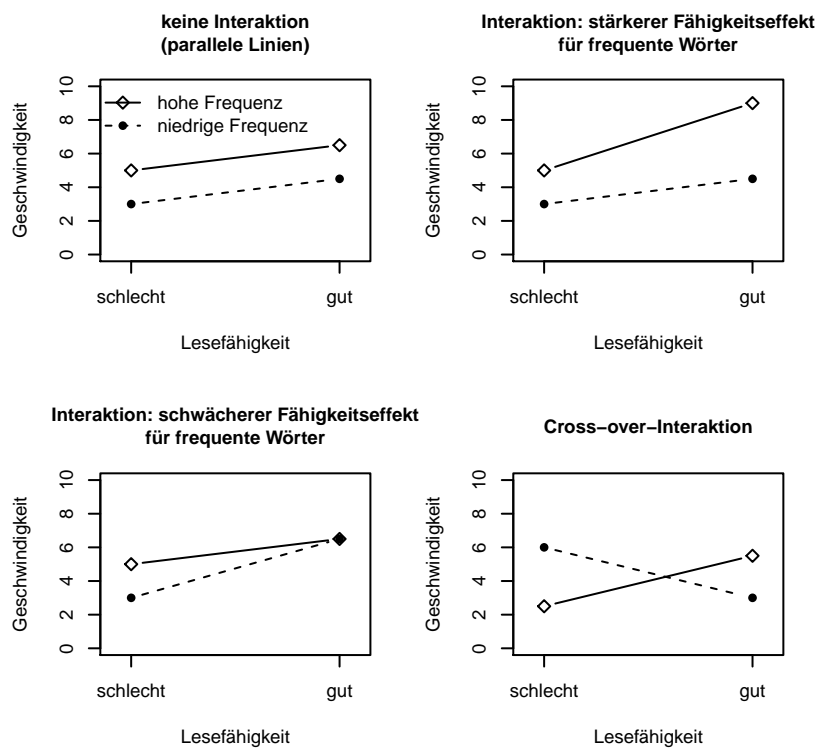 keine Interaktion
(parallele Linien)
10
8
6
4
2
0
Geschwindigkeit
hohe Frequenz
niedrige Frequenz
schlecht
gut
Lesefähigkeit
Interaktion: stärkerer Fähigkeitseffekt
für frequente Wörter
10
8
6
4
2
0
Geschwindigkeit
schlecht
gut
Lesefähigkeit
Interaktion: schwächerer Fähigkeitseffekt
für frequente Wörter
10
8
6
4
2
0
Geschwindigkeit
schlecht
gut
Lesefähigkeit
Cross−over−Interaktion
10
8
6
4
2
0
Geschwindigkeit
schlecht
gut
Lesefähigkeit